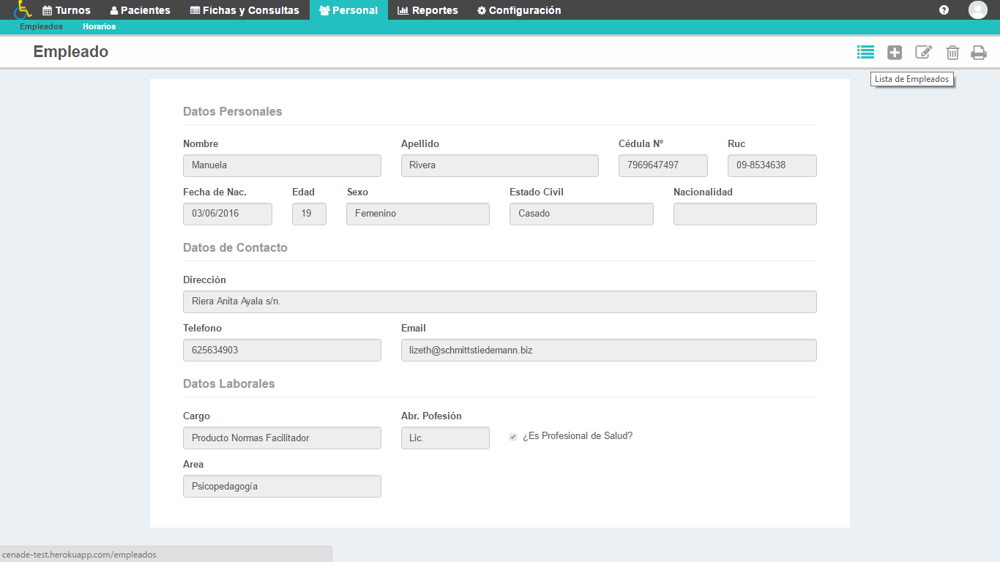 Turnos Pacientes Fichas y Consultas Personal Reportes Configuración
Empleados Horarios
Empleado
Lista de Empleados
Datos Personales
Nombre Apellido Cédula Nº Ruc
Manuela Rivera 7969647497 09-8534638
Fecha de Nac. Edad Sexo Estado Civil Nacionalidad
03/06/2016 19 Femenino Casado
Datos de Contacto
Dirección
Riera Anita Ayala s/n.
Telefono Email
625634903 lizeth@schmittstiedemann.biz
Datos Laborales
Cargo Abr. Pofesión
Producto Normas Facilitador Lic. ¿Es Profesional de Salud?
Area
Psicopedagogía
cenade-test.herokuapp.com/empleados